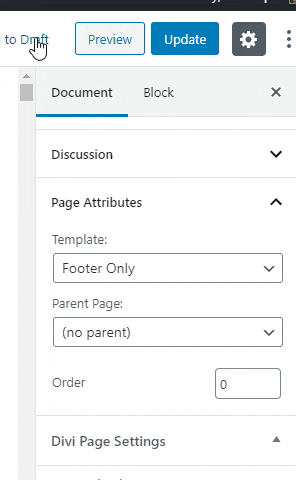 to Draft
Preview
Update
Document
Block
Discussion
Page Attributes
Template:
Footer Only
Parent Page:
(no parent)
Order
0
Divi Page Settings